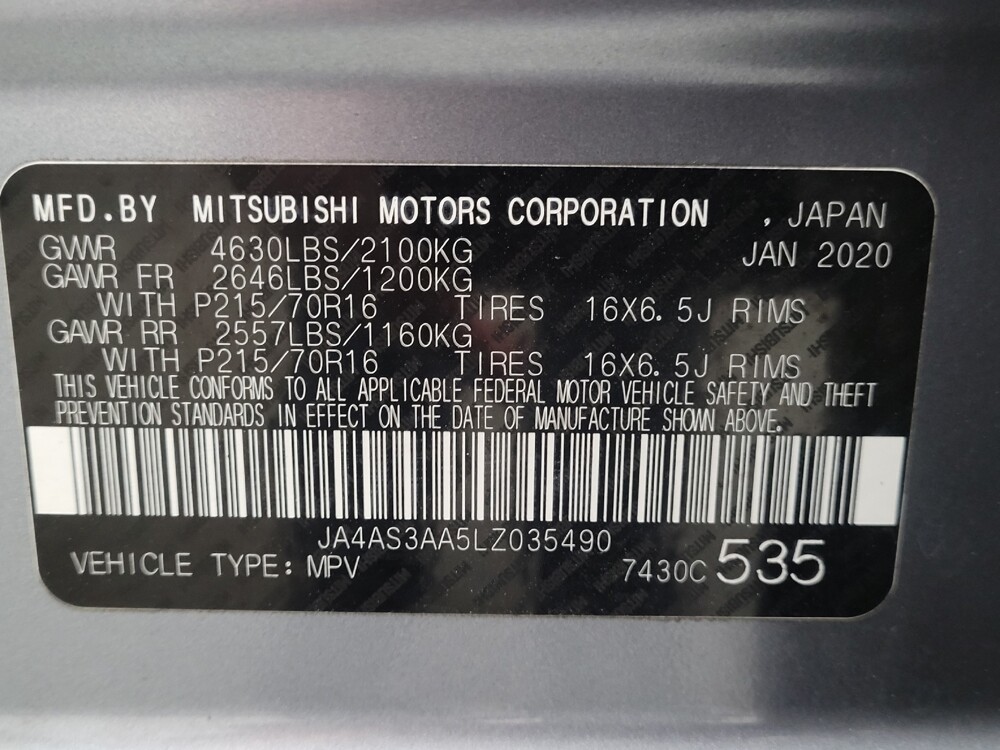 MFD.BY MITSUBISHI MOTORS CORPORATION , JAPAN
GVWR 4630LBS/2100KG JAN 2020
GAWR FR 2646LBS/1200KG
WITH P215/70R16 TIRES 16X6.5J RIMS
GAWR RR 2557LBS/1160KG
WITH P215/70R16 TIRES 16X6.5J RIMS
THIS VEHICLE CONFORMS TO ALL APPLICABLE FEDERAL MOTOR VEHICLE SAFETY AND THEFT
PREVENTION STANDARDS IN EFFECT ON THE DATE OF MANUFACTURE SHOWN ABOVE.
JA4AS3AA5LZ035490
VEHICLE TYPE: MPV 7430C 535